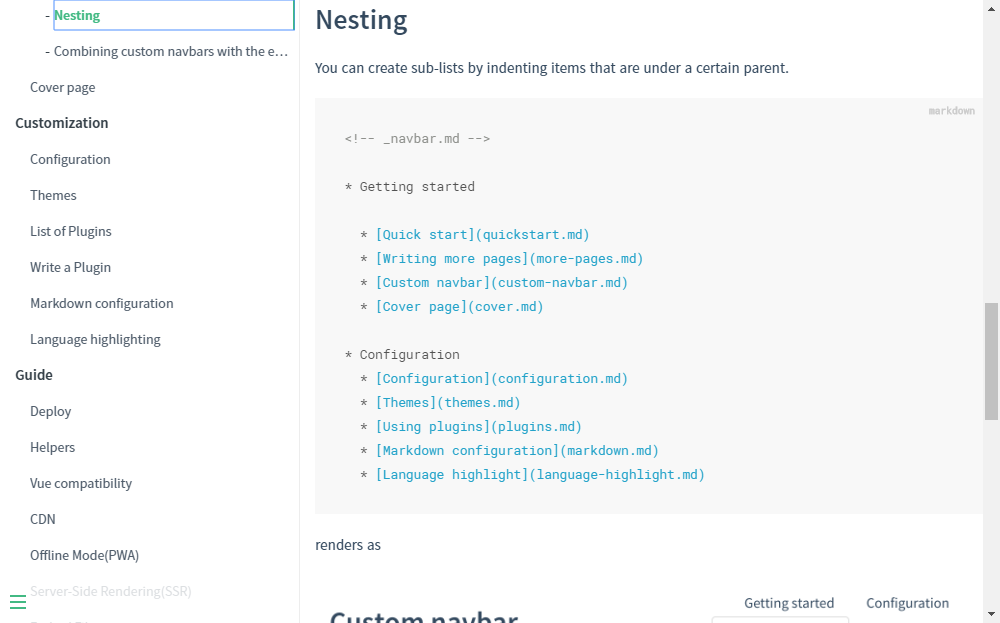 - Nesting
- Combining custom navbars with the e…
Cover page
Customization
Configuration
Themes
List of Plugins
Write a Plugin
Markdown configuration
Language highlighting
Guide
Deploy
Helpers
Vue compatibility
CDN
Offline Mode(PWA)
Server-Side Rendering(SSR)
Nesting
You can create sub-lists by indenting items that are under a certain parent.
markdown
<!-- _navbar.md -->
* Getting started
* [Quick start](quickstart.md)
* [Writing more pages](more-pages.md)
* [Custom navbar](custom-navbar.md)
* [Cover page](cover.md)
* Configuration
* [Configuration](configuration.md)
* [Themes](themes.md)
* [Using plugins](plugins.md)
* [Markdown configuration](markdown.md)
* [Language highlight](language-highlight.md)
renders as
Getting started
Configuration
Custom navbar